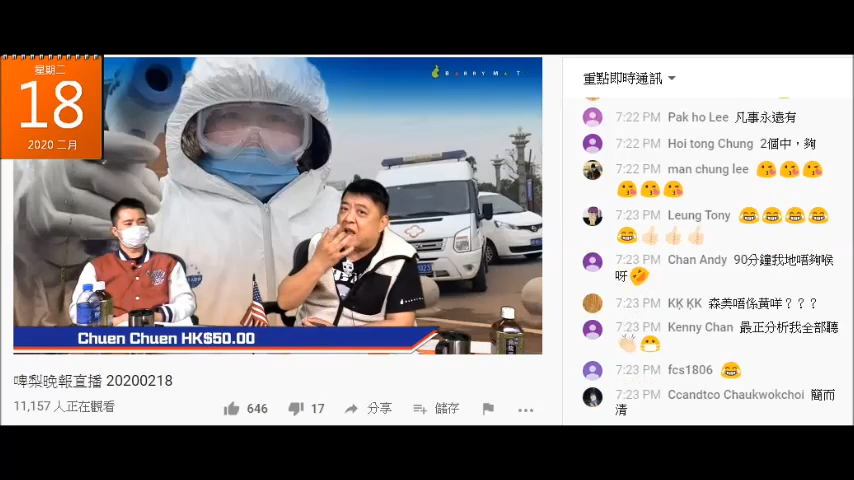 星期二
18
2020 二月
BERRY MAT
Chuen Chuen HK$50.00
啤梨晚報直播 20200218
11,157 人正在觀看
646
17
分享
儲存
重點即時通訊
7:22 PM Pak ho Lee 凡事永遠有
7:22 PM Hoi tong Chung 2個中，夠
7:22 PM man chung lee 😘😘😘
😘😘😘
7:23 PM Leung Tony 😂😂😂😂
😂👍🏻👍🏻👍🏻
7:23 PM Chan Andy 90分鐘我地唔夠喉
呀
7:23 PM KK KK 森美唔係黃咩？？？
7:23 PM Kenny Chan 最正分析我全部聽
👏🏻😷
7:23 PM fcs1806 😂
7:23 PM Ccandtco Chaukwokchoi 簡而
清